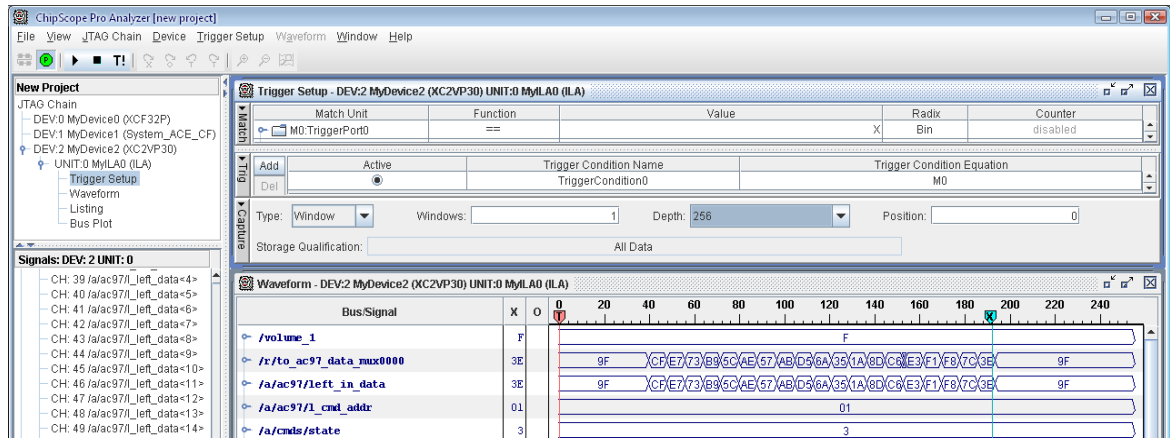 ChipScope Pro Analyzer [new project]
File View JTAG Chain Device Trigger Setup Waveform Window Help
P T!
New Project
JTAG Chain
DEV:0 MyDevice0 (XCF32P)
DEV:1 MyDevice1 (System_ACE_CF)
DEV:2 MyDevice2 (XC2VP30)
UNIT:0 MyILA0 (ILA)
Trigger Setup
Waveform
Listing
Bus Plot
Signals: DEV: 2 UNIT: 0
CH: 39 /a/ac97/l_left_data<4>
CH: 40 /a/ac97/l_left_data<5>
CH: 41 /a/ac97/l_left_data<6>
CH: 42 /a/ac97/l_left_data<7>
CH: 43 /a/ac97/l_left_data<8>
CH: 44 /a/ac97/l_left_data<9>
CH: 45 /a/ac97/l_left_data<10>
CH: 46 /a/ac97/l_left_data<11>
CH: 47 /a/ac97/l_left_data<12>
CH: 48 /a/ac97/l_left_data<13>
CH: 49 /a/ac97/l_left_data<14>
Trigger Setup - DEV:2 MyDevice2 (XC2VP30) UNIT:0 MyILA0 (ILA)
Match
Match Unit Function Value Radix Counter
M0:TriggerPort0 == X Bin disabled
Trig
Add Active Trigger Condition Name Trigger Condition Equation
Del TriggerCondition0 M0
Capture
Type: Window Windows: 1 Depth: 256 Position: 0
Storage Qualification: All Data
Waveform - DEV:2 MyDevice2 (XC2VP30) UNIT:0 MyILA0 (ILA)
Bus/Signal X O 0 20 40 60 80 100 120 140 160 180 200 220 240
T X
/volume_1 F F
/r/to_ac97_data_mux0000 3E 9F CF E7 73 B9 5C AE 57 AB D5 6A 35 1A 8D C6 E3 F1 F8 7C 3E 9F
/a/ac97/left_in_data 3E 9F CF E7 73 B9 5C AE 57 AB D5 6A 35 1A 8D C6 E3 F1 F8 7C 3E 9F
/a/ac97/l_cmd_addr 01 01
/a/cmds/state 3 3